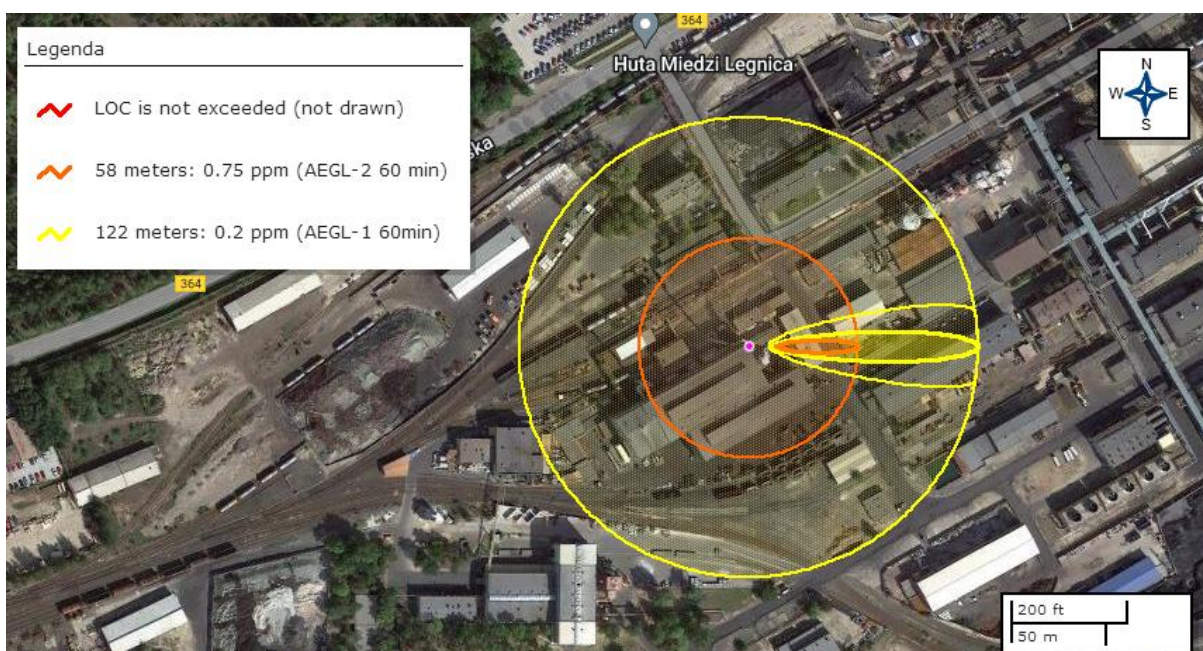 Legenda
LOC is not exceeded (not drawn)
58 meters: 0.75 ppm (AEGL-2 60 min)
122 meters: 0.2 ppm (AEGL-1 60min)
364
Huta Miedzi Legnica
N
W E
S
ska
364
200 ft
50 m